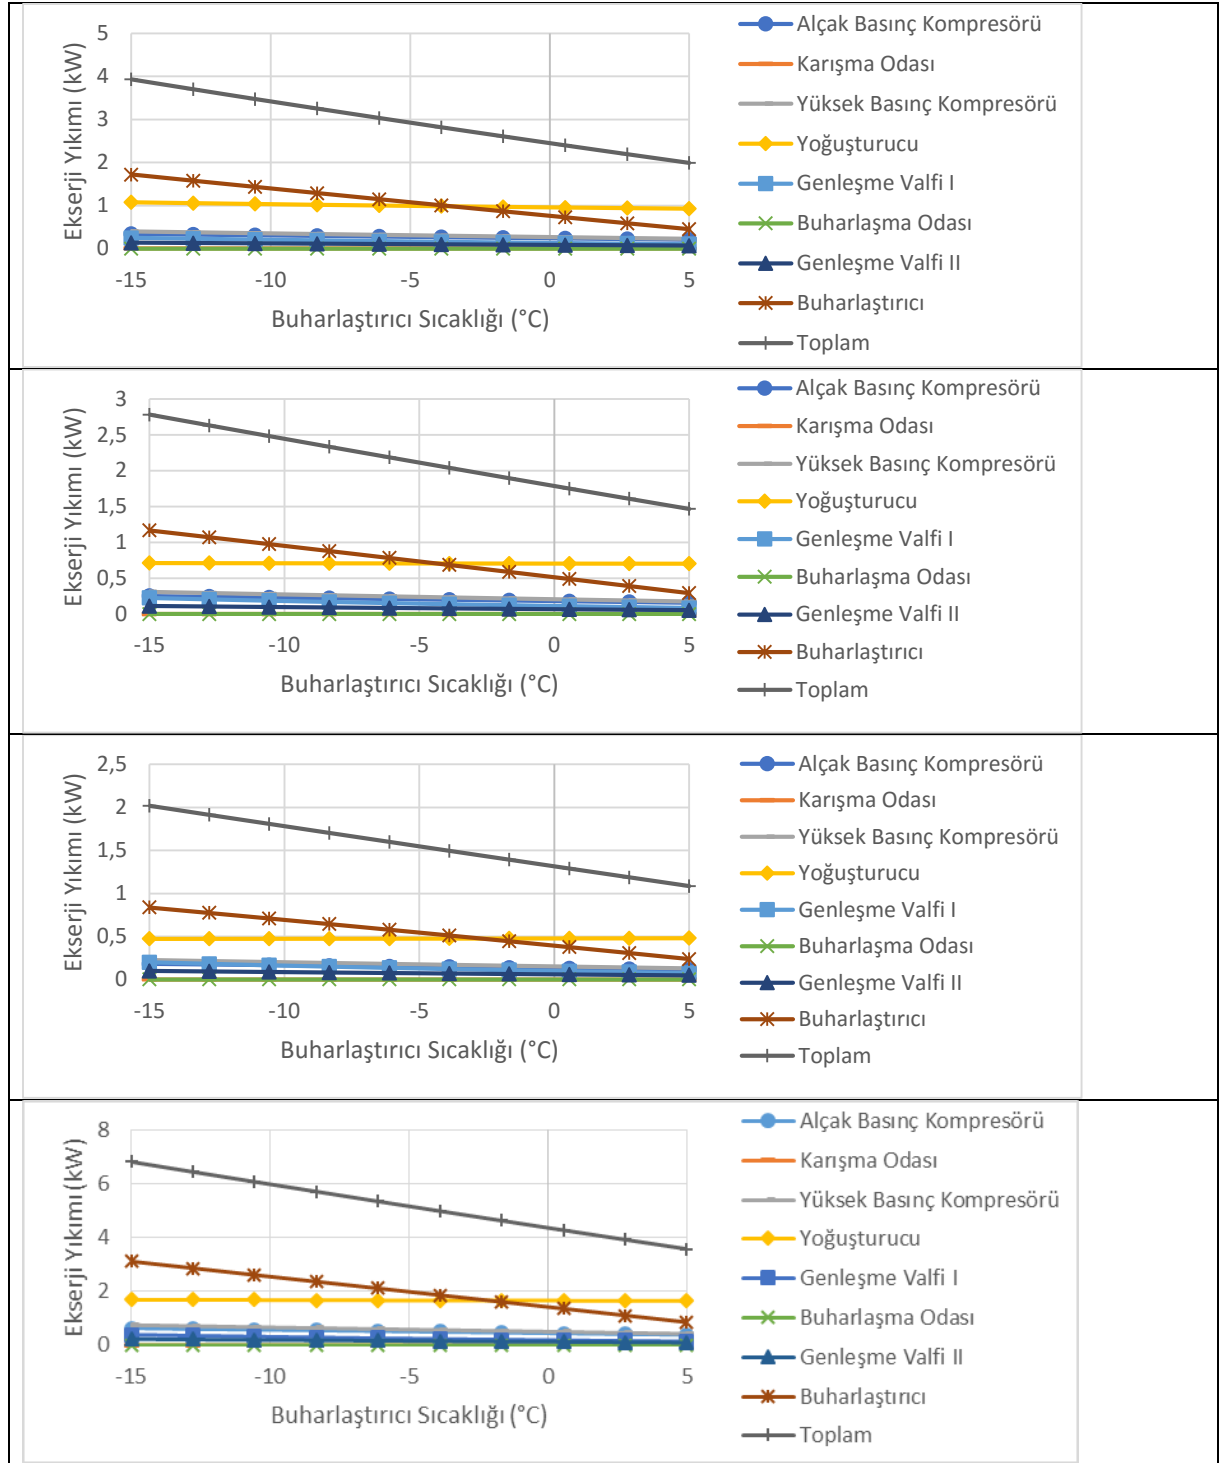 5
4
3
2
1
0
-15 -10 -5 0 5
Ekserji Yıkımı (kW)
Buharlaştırıcı Sıcaklığı (°C)
Alçak Basınç Kompresörü
Karışma Odası
Yüksek Basınç Kompresörü
Yoğuşturucu
Genleşme Valfi I
Buharlaşma Odası
Genleşme Valfi II
Buharlaştırıcı
Toplam
3
2,5
2
1,5
1
0,5
0
-15 -10 -5 0 5
Ekserji Yıkımı (kW)
Buharlaştırıcı Sıcaklığı (°C)
Alçak Basınç Kompresörü
Karışma Odası
Yüksek Basınç Kompresörü
Yoğuşturucu
Genleşme Valfi I
Buharlaşma Odası
Genleşme Valfi II
Buharlaştırıcı
Toplam
2,5
2
1,5
1
0,5
0
-15 -10 -5 0 5
Ekserji Yıkımı (kW)
Buharlaştırıcı Sıcaklığı (°C)
Alçak Basınç Kompresörü
Karışma Odası
Yüksek Basınç Kompresörü
Yoğuşturucu
Genleşme Valfi I
Buharlaşma Odası
Genleşme Valfi II
Buharlaştırıcı
Toplam
8
6
4
2
0
-15 -10 -5 0 5
Ekserji Yıkımı (kW)
Buharlaştırıcı Sıcaklığı (°C)
Alçak Basınç Kompresörü
Karışma Odası
Yüksek Basınç Kompresörü
Yoğuşturucu
Genleşme Valfi I
Buharlaşma Odası
Genleşme Valfi II
Buharlaştırıcı
Toplam